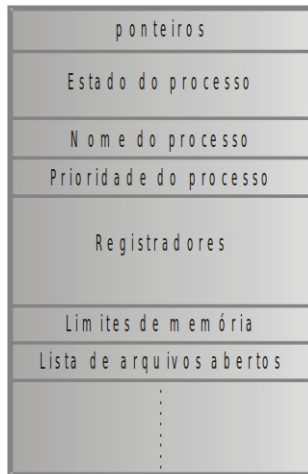 ponteiros
Estado do processo
Nome do processo
Prioridade do processo
Registradores
Limites de memória
Lista de arquivos abertos